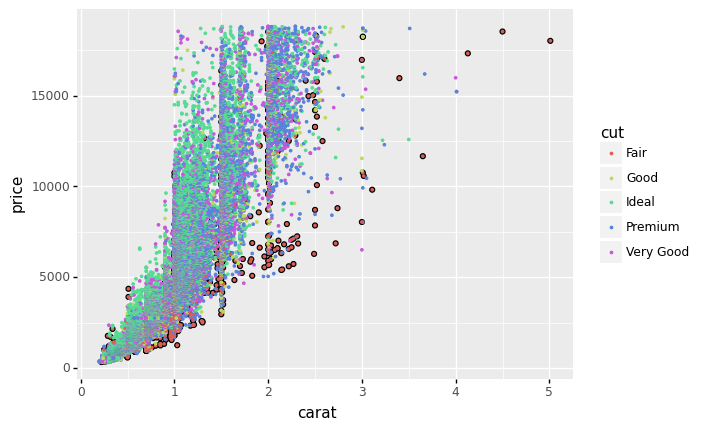 15000
10000
5000
0
0
1
2
3
4
5
price
carat
cut
Fair
Good
Ideal
Premium
Very Good